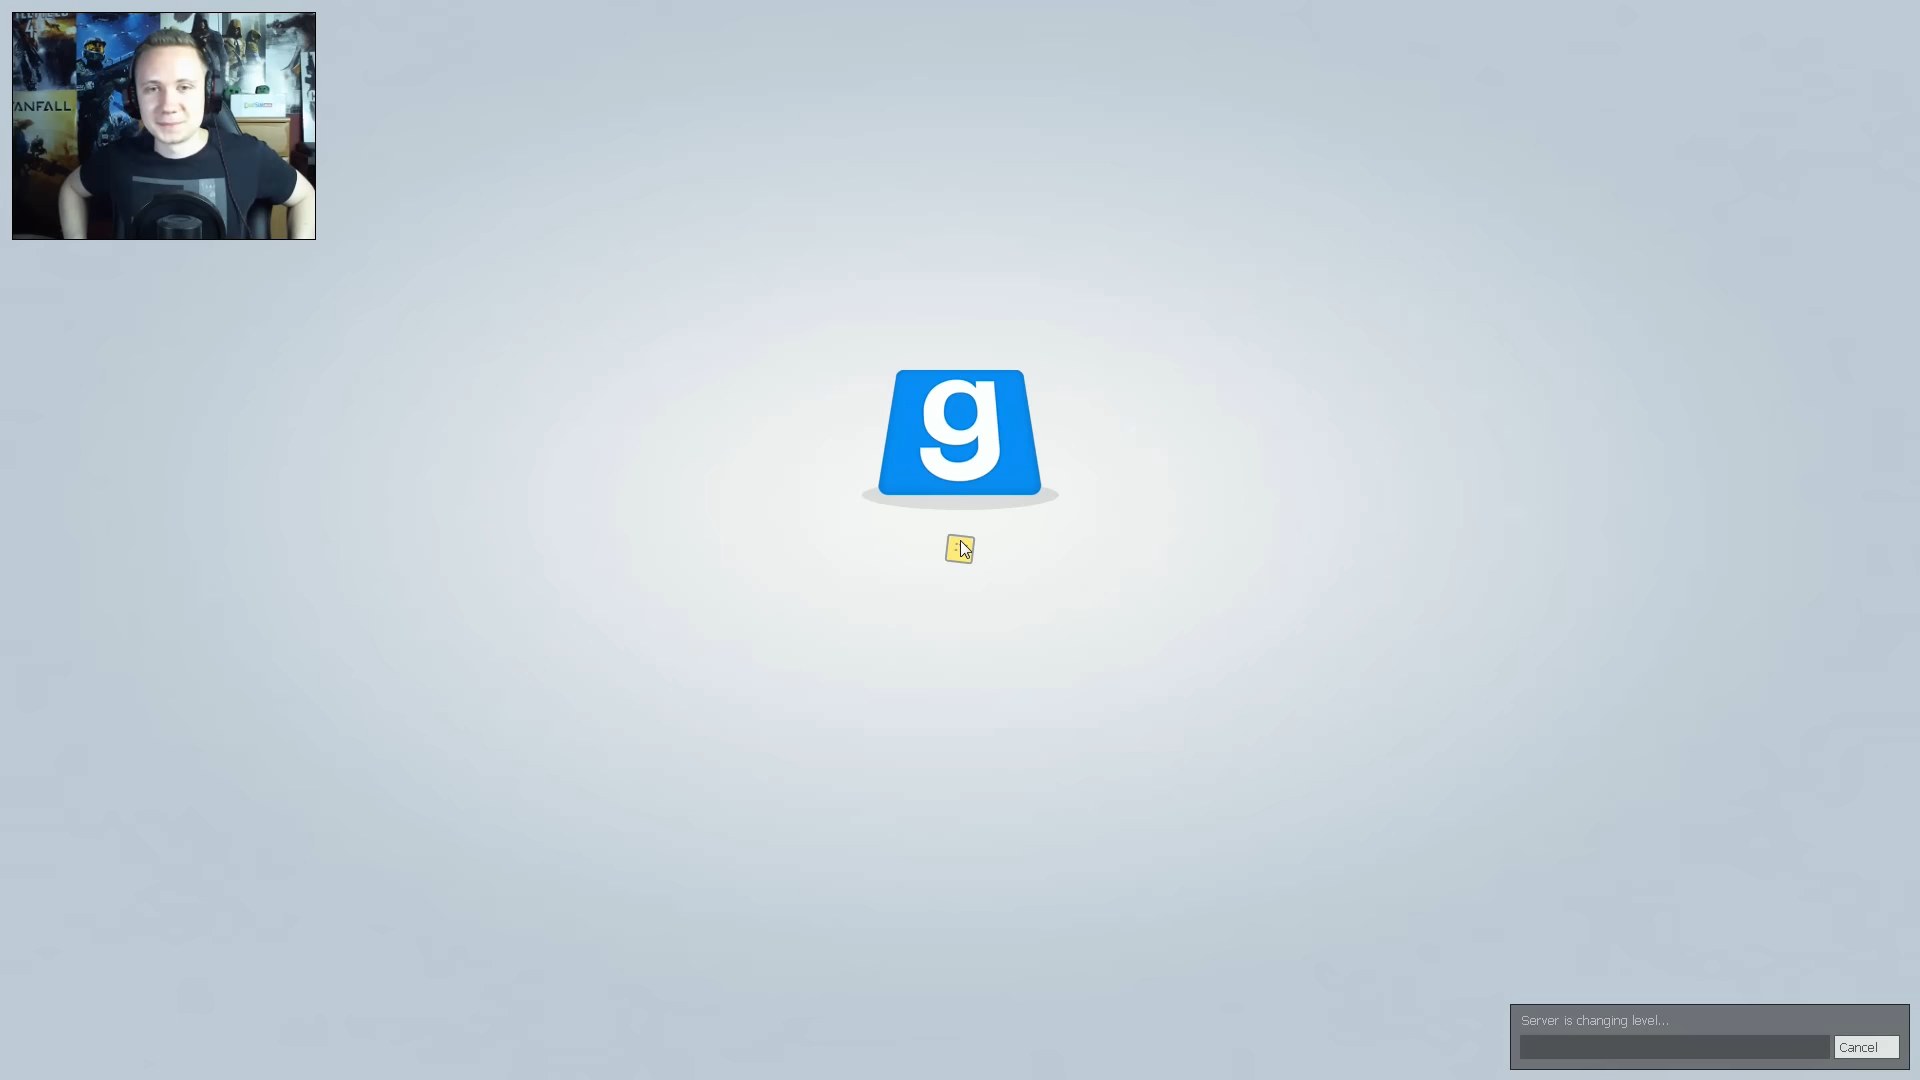 ANFALL
g
Server is changing level...
Cancel